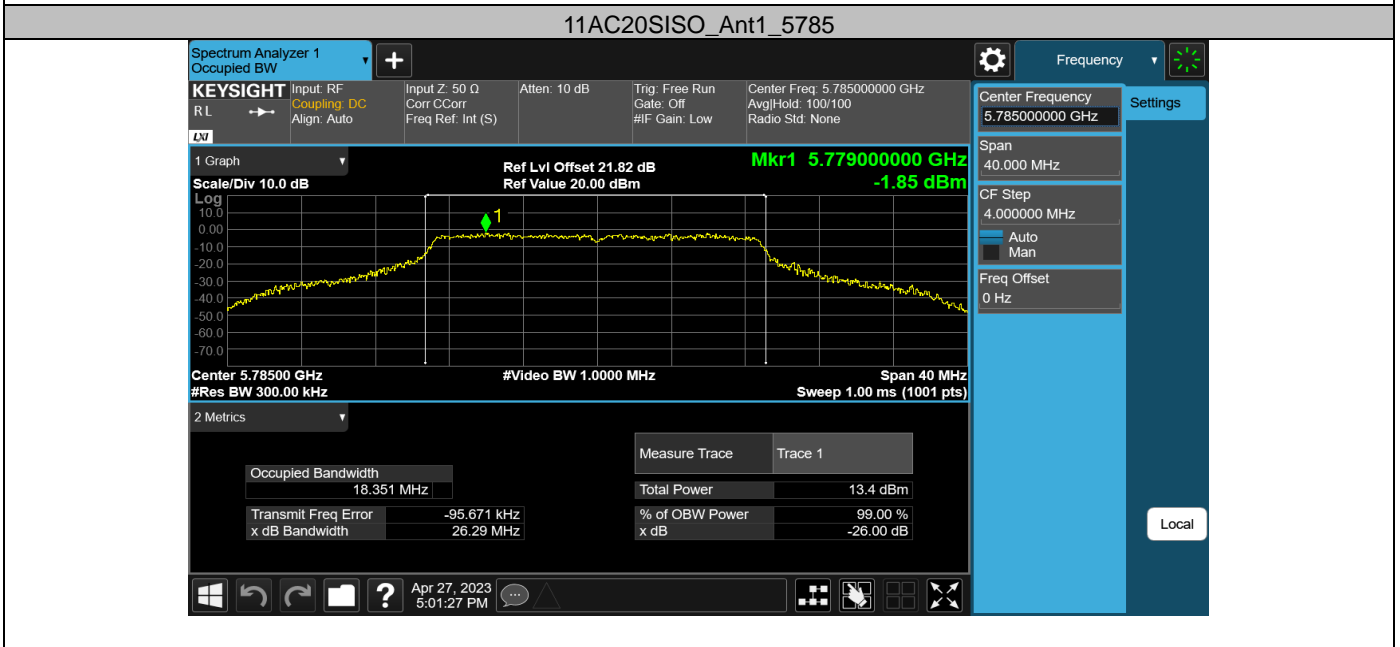 11AC20SISO_Ant1_5785
Spectrum Analyzer 1
Occupied BW
+
Frequency
KEYSIGHT
RL
LXI
Input: RF
Coupling: DC
Align: Auto
Input Z: 50 Ω
Corr CCorr
Freq Ref: Int (S)
Atten: 10 dB
Trig: Free Run
Gate: Off
#IF Gain: Low
Center Freq: 5.785000000 GHz
Avg|Hold: 100/100
Radio Std: None
Center Frequency
5.785000000 GHz
Settings
Span
40.000 MHz
CF Step
4.000000 MHz
Auto
Man
Freq Offset
0 Hz
1 Graph
Scale/Div 10.0 dB
Log
Ref Lvl Offset 21.82 dB
Ref Value 20.00 dBm
Mkr1 5.779000000 GHz
-1.85 dBm
1
10.0
0.00
-10.0
-20.0
-30.0
-40.0
-50.0
-60.0
-70.0
Center 5.78500 GHz
#Res BW 300.00 kHz
#Video BW 1.0000 MHz
Span 40 MHz
Sweep 1.00 ms (1001 pts)
2 Metrics
Measure Trace Trace 1
Occupied Bandwidth
18.351 MHz
Total Power 13.4 dBm
Transmit Freq Error -95.671 kHz
% of OBW Power 99.00 %
x dB Bandwidth 26.29 MHz
x dB -26.00 dB
Local
?
Apr 27, 2023
5:01:27 PM